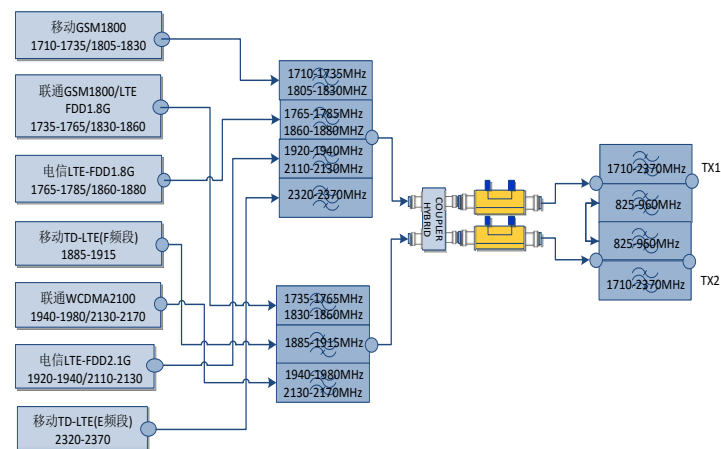 移动GSM1800
1710-1735/1805-1830
联通GSM1800/LTE
FDD1.8G
1735-1765/1830-1860
电信LTE-FDD1.8G
1765-1785/1860-1880
移动TD-LTE(F频段)
1885-1915
联通WCDMA2100
1940-1980/2130-2170
电信LTE-FDD2.1G
1920-1940/2110-2130
移动TD-LTE(E频段)
2320-2370
1710-1735MHz
1805-1830MHZ
1765-1785MHz
1860-1880MHZ
1920-1940MHz
2110-2130MHz
2320-2370MHz
1735-1765MHz
1830-1860MHz
1885-1915MHz
1940-1980MHz
2130-2170MHz
COUPLER
HYBRID
1710-2370MHz
TX1
825-960MHz
825-960MHz
1710-2370MHz
TX2